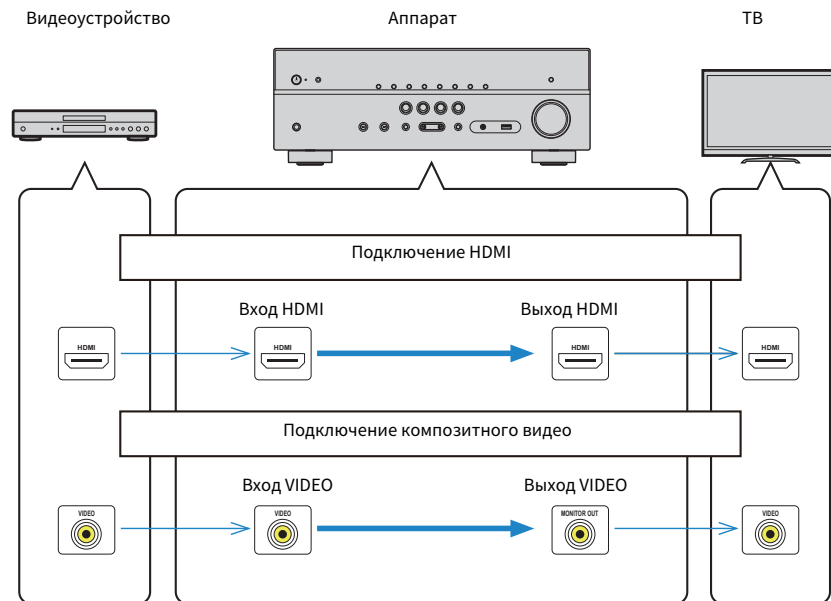 Видеоустройство
Аппарат
ТВ
Подключение HDMI
Вход HDMI
Выход HDMI
HDMI
HDMI
HDMI
HDMI
Подключение композитного видео
Вход VIDEO
Выход VIDEO
VIDEO
VIDEO
MONITOR OUT
VIDEO